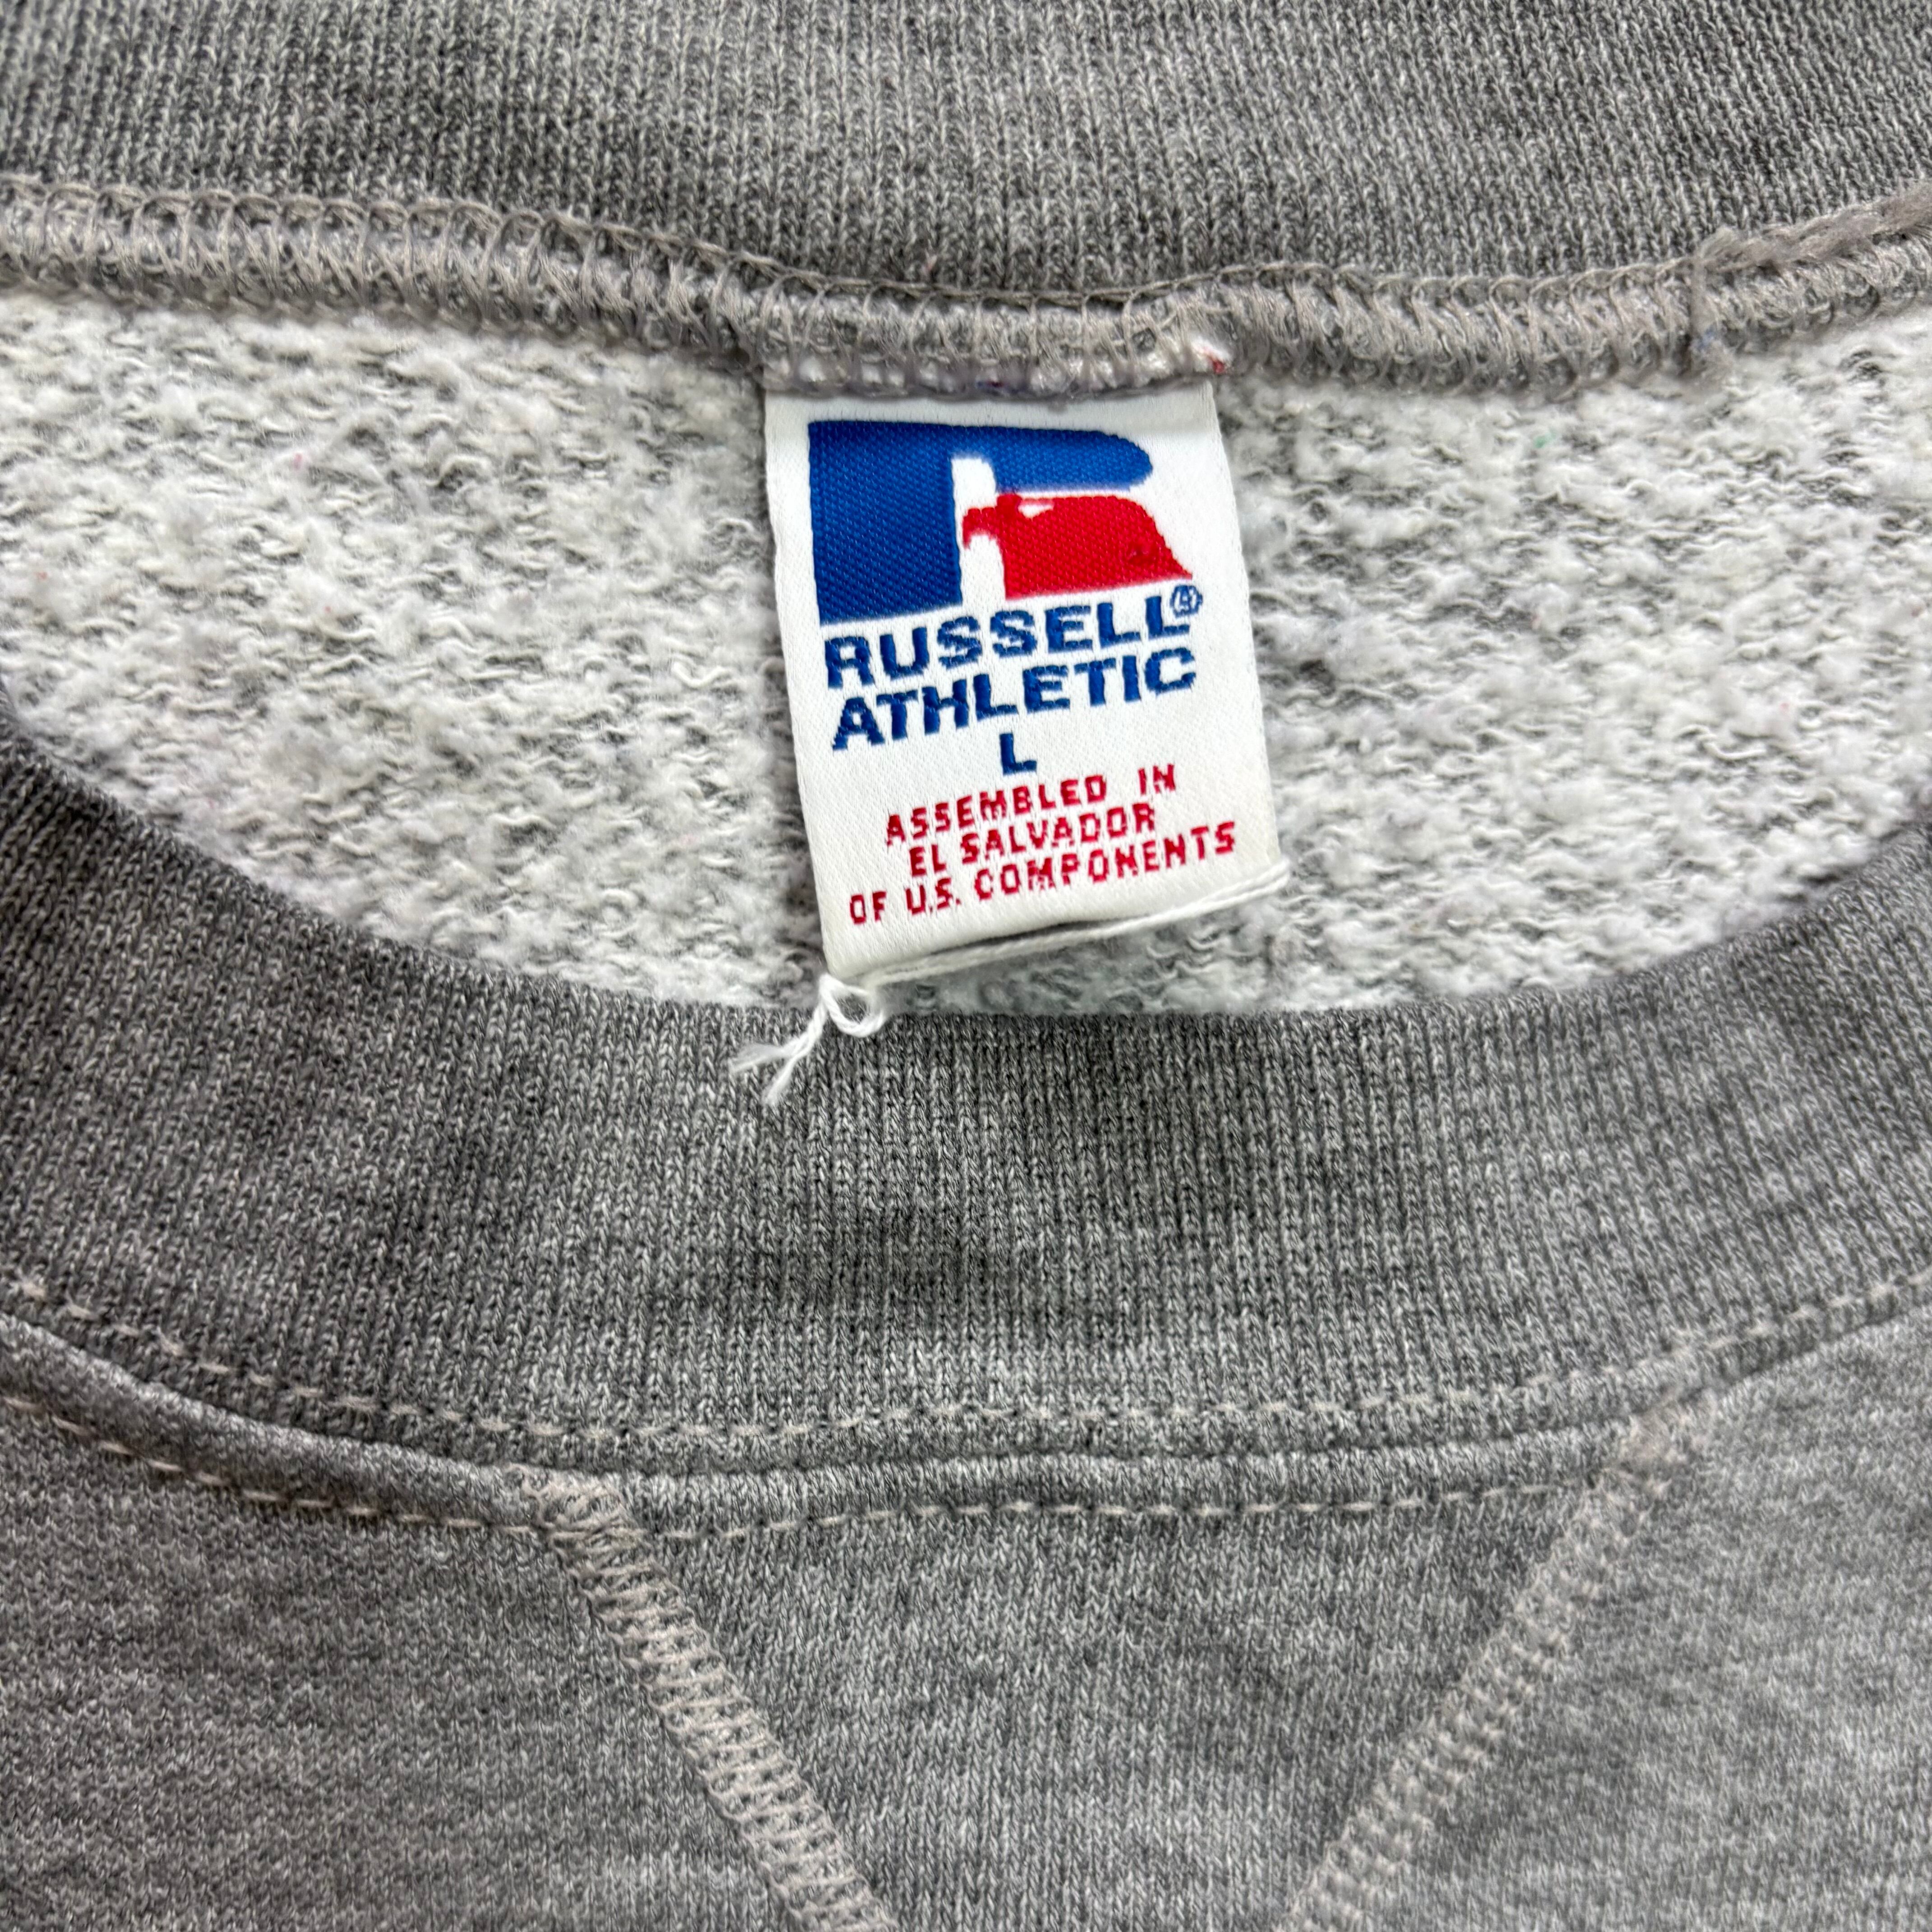 RUSSELL®
ATHLETIC
L
ASSEMBLED IN
EL SALVADOR
OF U.S. COMPONENTS